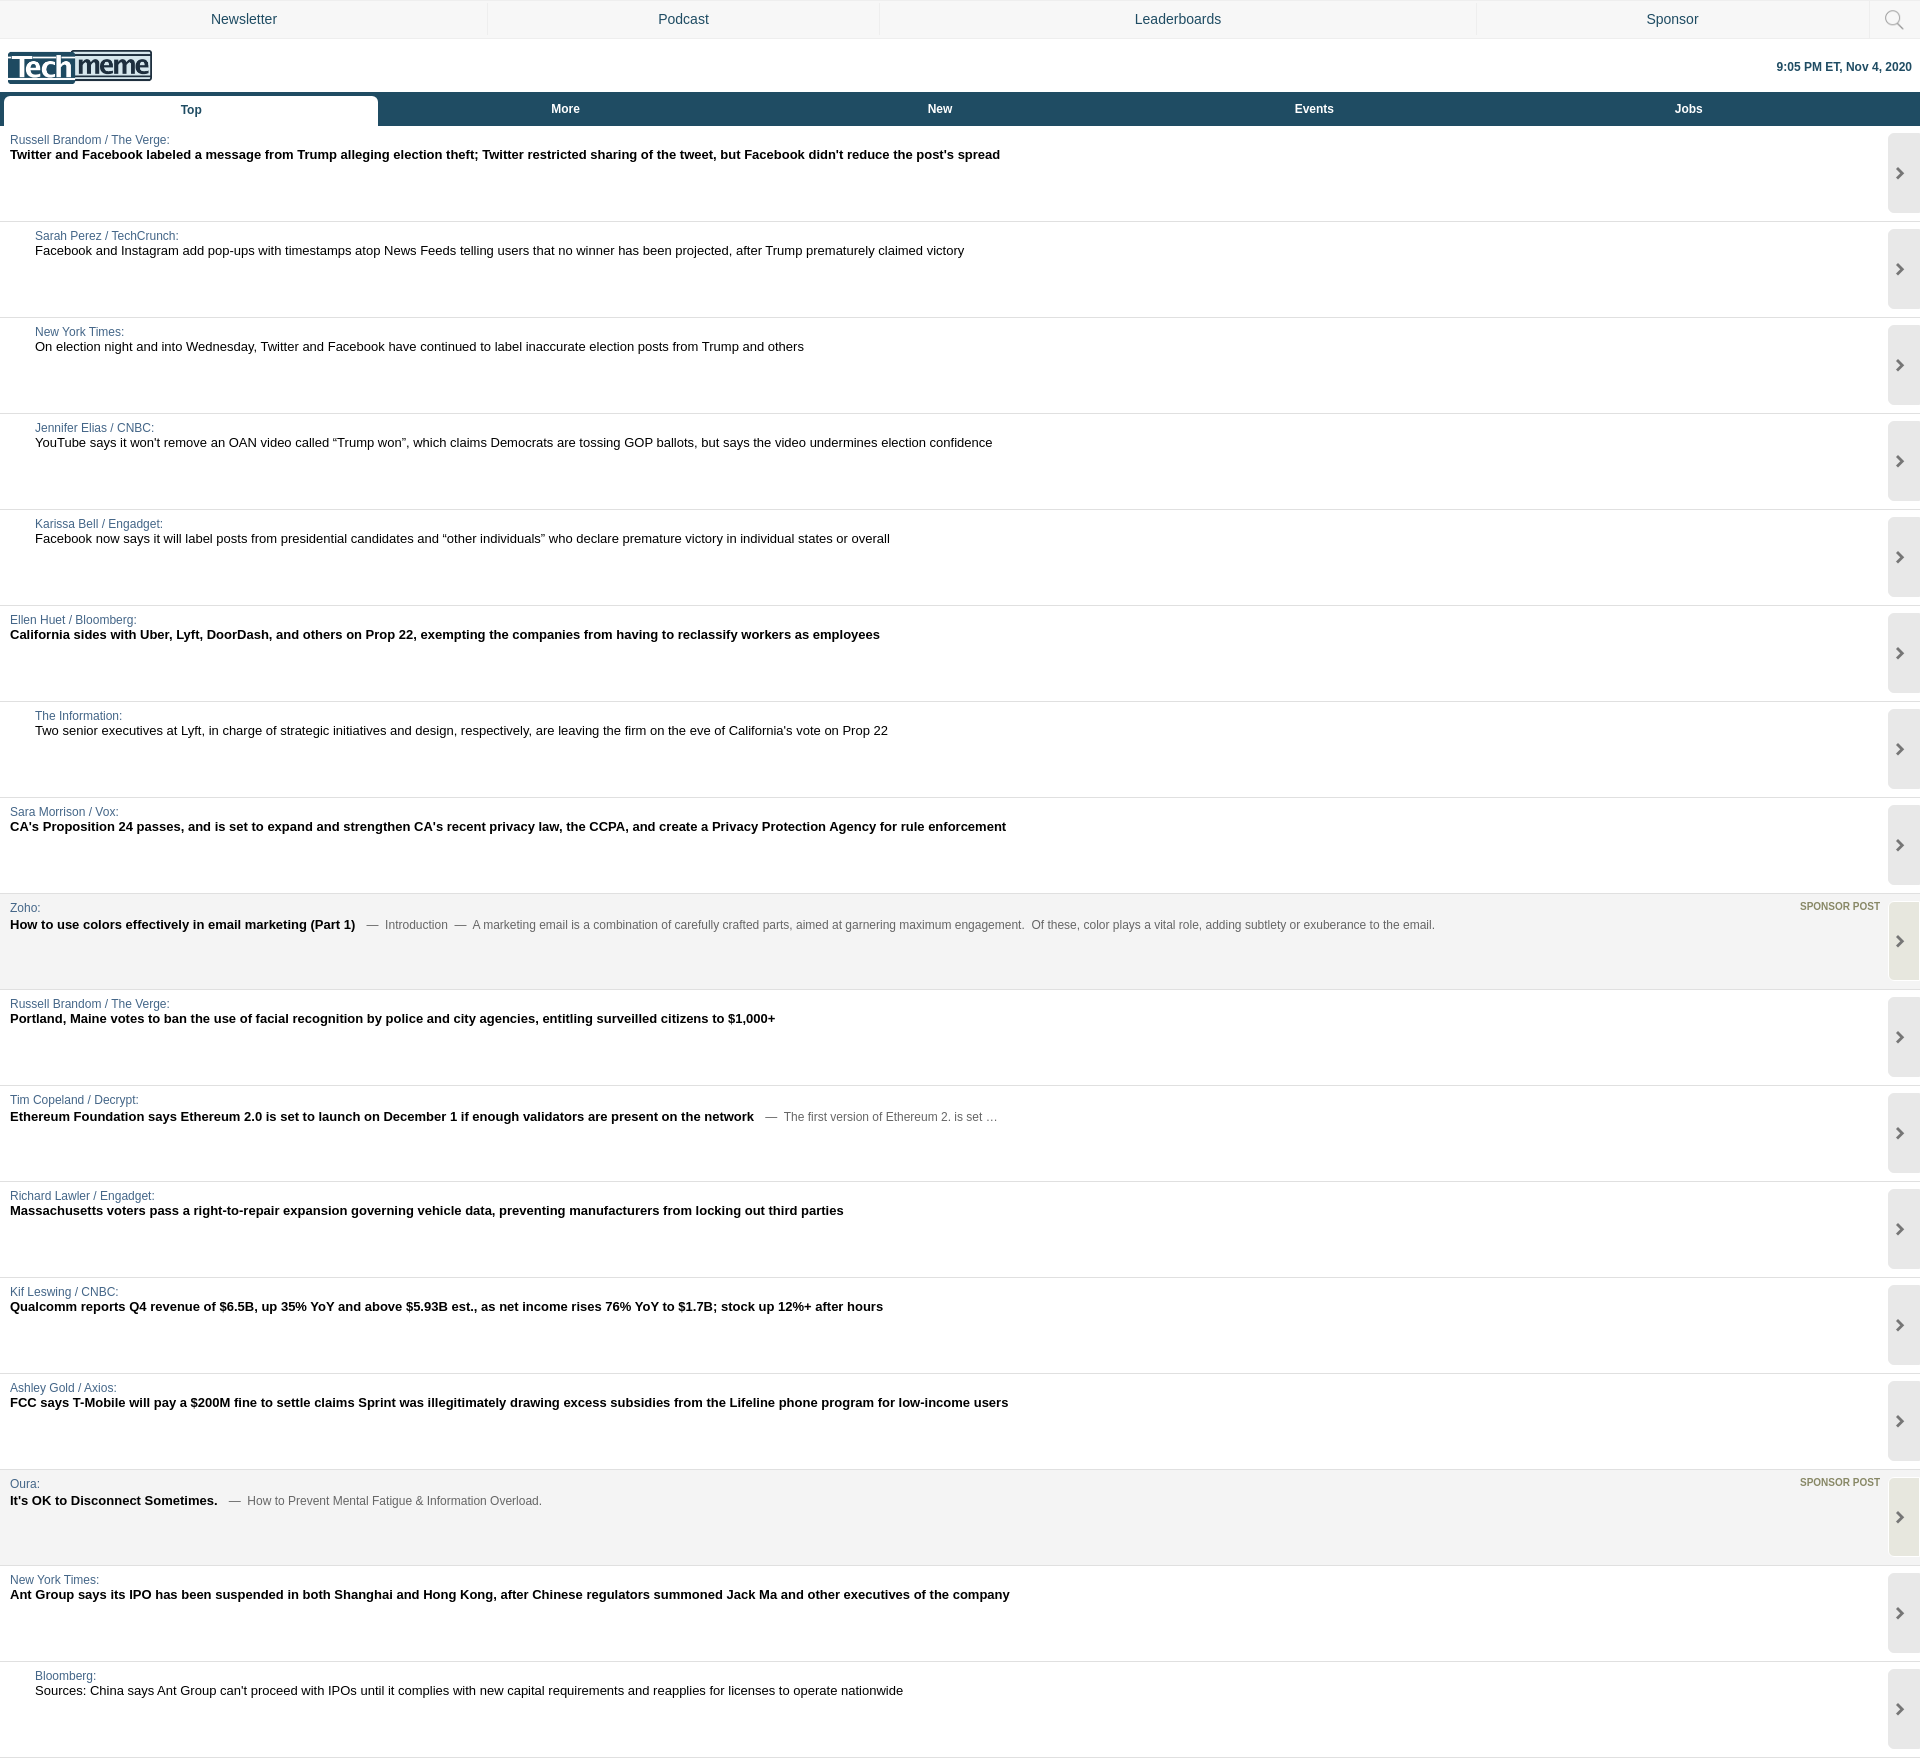 Newsletter
Podcast
Leaderboards
Sponsor
Techmeme
9:05 PM ET, Nov 4, 2020
Top
More
New
Events
Jobs
Russell Brandom / The Verge:
Twitter and Facebook labeled a message from Trump alleging election theft; Twitter restricted sharing of the tweet, but Facebook didn't reduce the post's spread
Sarah Perez / TechCrunch:
Facebook and Instagram add pop-ups with timestamps atop News Feeds telling users that no winner has been projected, after Trump prematurely claimed victory
New York Times:
On election night and into Wednesday, Twitter and Facebook have continued to label inaccurate election posts from Trump and others
Jennifer Elias / CNBC:
YouTube says it won't remove an OAN video called “Trump won”, which claims Democrats are tossing GOP ballots, but says the video undermines election confidence
Karissa Bell / Engadget:
Facebook now says it will label posts from presidential candidates and “other individuals” who declare premature victory in individual states or overall
Ellen Huet / Bloomberg:
California sides with Uber, Lyft, DoorDash, and others on Prop 22, exempting the companies from having to reclassify workers as employees
The Information:
Two senior executives at Lyft, in charge of strategic initiatives and design, respectively, are leaving the firm on the eve of California's vote on Prop 22
Sara Morrison / Vox:
CA's Proposition 24 passes, and is set to expand and strengthen CA's recent privacy law, the CCPA, and create a Privacy Protection Agency for rule enforcement
Zoho:
SPONSOR POST
How to use colors effectively in email marketing (Part 1) — Introduction — A marketing email is a combination of carefully crafted parts, aimed at garnering maximum engagement. Of these, color plays a vital role, adding subtlety or exuberance to the email.
Russell Brandom / The Verge:
Portland, Maine votes to ban the use of facial recognition by police and city agencies, entitling surveilled citizens to $1,000+
Tim Copeland / Decrypt:
Ethereum Foundation says Ethereum 2.0 is set to launch on December 1 if enough validators are present on the network — The first version of Ethereum 2. is set …
Richard Lawler / Engadget:
Massachusetts voters pass a right-to-repair expansion governing vehicle data, preventing manufacturers from locking out third parties
Kif Leswing / CNBC:
Qualcomm reports Q4 revenue of $6.5B, up 35% YoY and above $5.93B est., as net income rises 76% YoY to $1.7B; stock up 12%+ after hours
Ashley Gold / Axios:
FCC says T-Mobile will pay a $200M fine to settle claims Sprint was illegitimately drawing excess subsidies from the Lifeline phone program for low-income users
Oura:
SPONSOR POST
It's OK to Disconnect Sometimes. — How to Prevent Mental Fatigue & Information Overload.
New York Times:
Ant Group says its IPO has been suspended in both Shanghai and Hong Kong, after Chinese regulators summoned Jack Ma and other executives of the company
Bloomberg:
Sources: China says Ant Group can't proceed with IPOs until it complies with new capital requirements and reapplies for licenses to operate nationwide